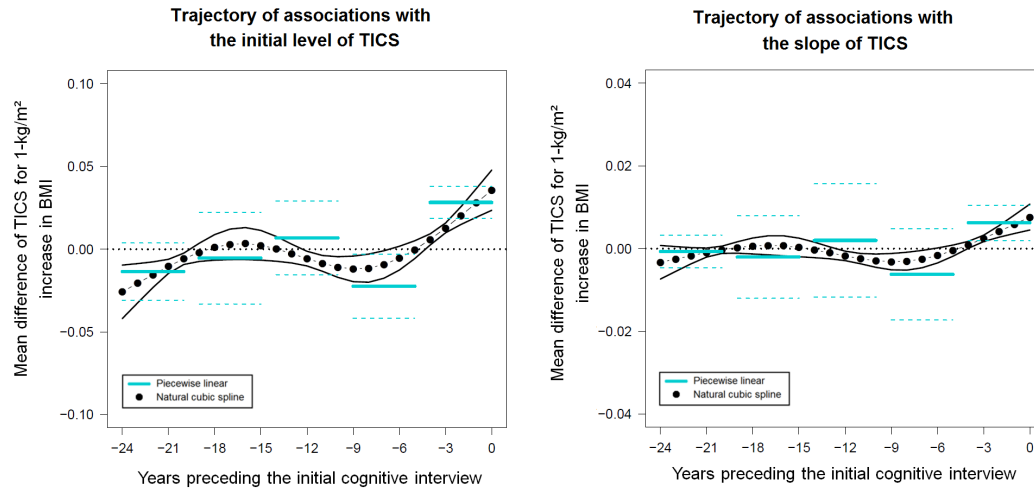 Trajectory of associations with
the initial level of TICS
Mean difference of TICS for 1-kg/m²
increase in BMI
0.10
0.05
0.00
−0.05
−0.10
Piecewise linear
Natural cubic spline
−24 −21 −18 −15 −12 −9 −6 −3 0
Years preceding the initial cognitive interview
Trajectory of associations with
the slope of TICS
Mean difference of TICS for 1-kg/m²
increase in BMI
0.04
0.02
0.00
−0.02
−0.04
Piecewise linear
Natural cubic spline
−24 −21 −18 −15 −12 −9 −6 −3 0
Years preceding the initial cognitive interview